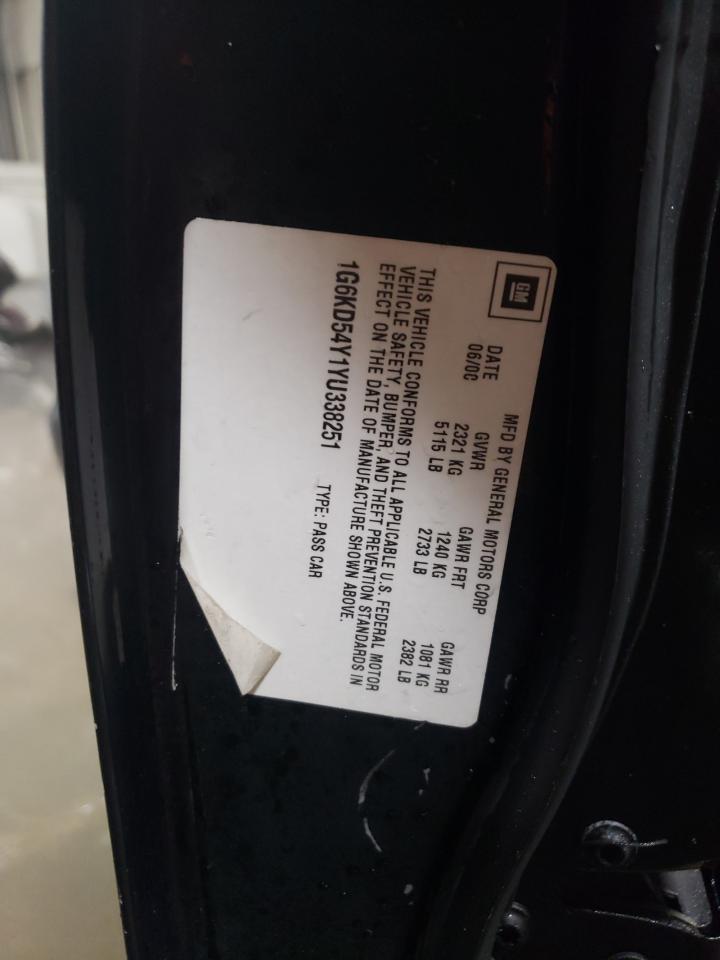 GM
MFD BY GENERAL MOTORS CORP
DATE GVWR GAWR FRT GAWR RR
06/00 2321 KG 1240 KG 1081 KG
5115 LB 2733 LB 2382 LB
THIS VEHICLE CONFORMS TO ALL APPLICABLE U.S. FEDERAL MOTOR
VEHICLE SAFETY, BUMPER, AND THEFT PREVENTION STANDARDS IN
EFFECT ON THE DATE OF MANUFACTURE SHOWN ABOVE.
1G6KD54Y1YU338251 TYPE: PASS CAR